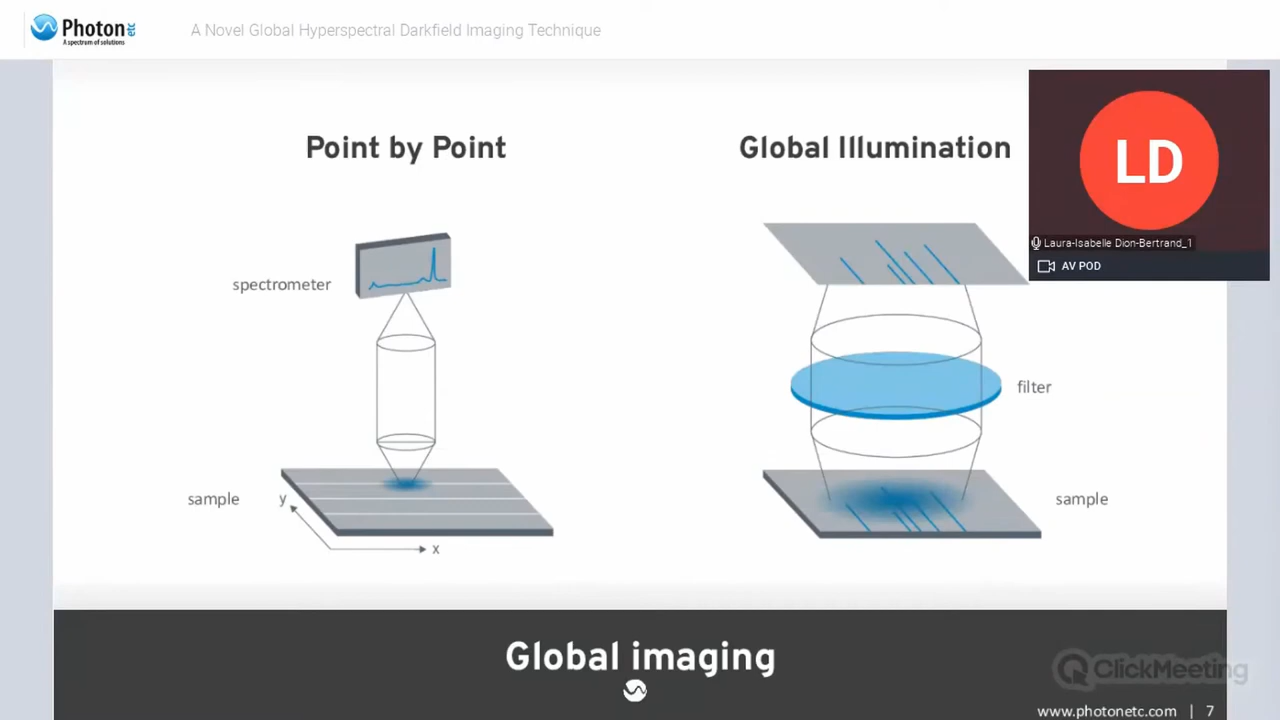 Photon etc
A spectrum of solutions
A Novel Global Hyperspectral Darkfield Imaging Technique
Point by Point
Global Illumination
LD
Laura-Isabelle Dion-Bertrand_1
AV POD
spectrometer
filter
sample
y
x
sample
Global imaging
ClickMeeting
www.photonetc.com | 7